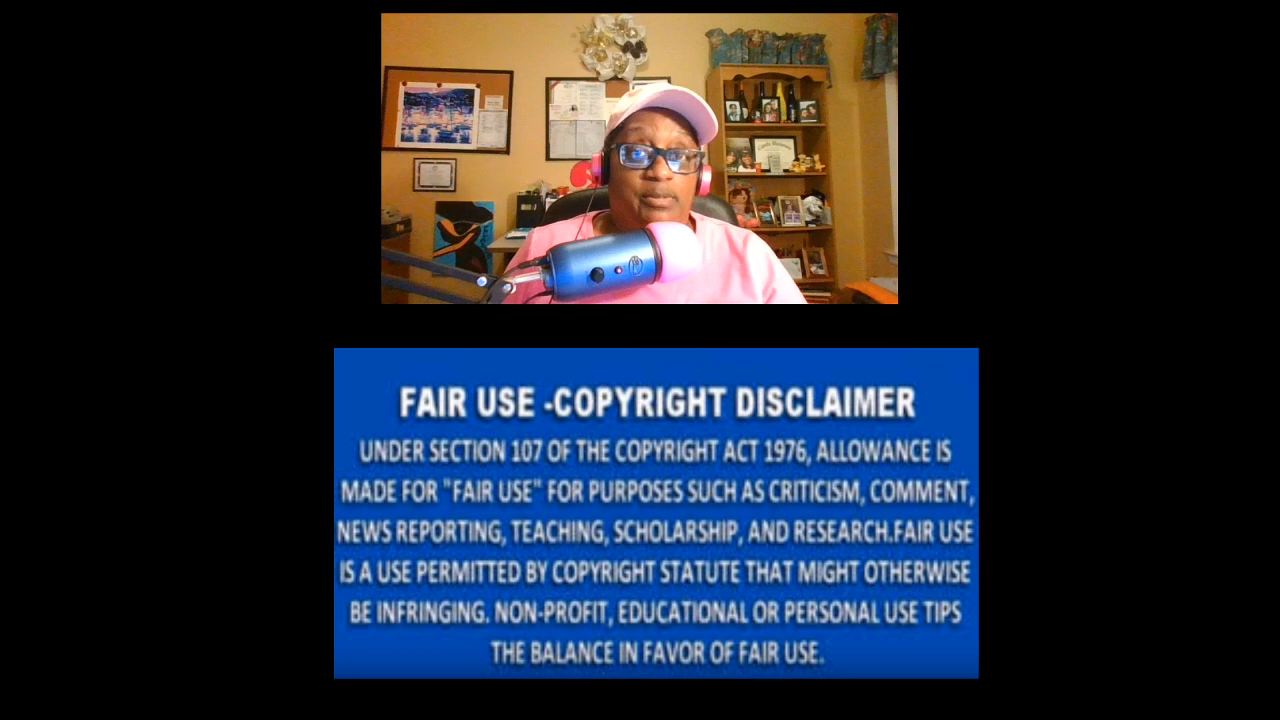 FAIR USE -COPYRIGHT DISCLAIMER
UNDER SECTION 107 OF THE COPYRIGHT ACT 1976, ALLOWANCE IS
MADE FOR "FAIR USE" FOR PURPOSES SUCH AS CRITICISM, COMMENT,
NEWS REPORTING, TEACHING, SCHOLARSHIP, AND RESEARCH.FAIR USE
IS A USE PERMITTED BY COPYRIGHT STATUTE THAT MIGHT OTHERWISE
BE INFRINGING. NON-PROFIT, EDUCATIONAL OR PERSONAL USE TIPS
THE BALANCE IN FAVOR OF FAIR USE.